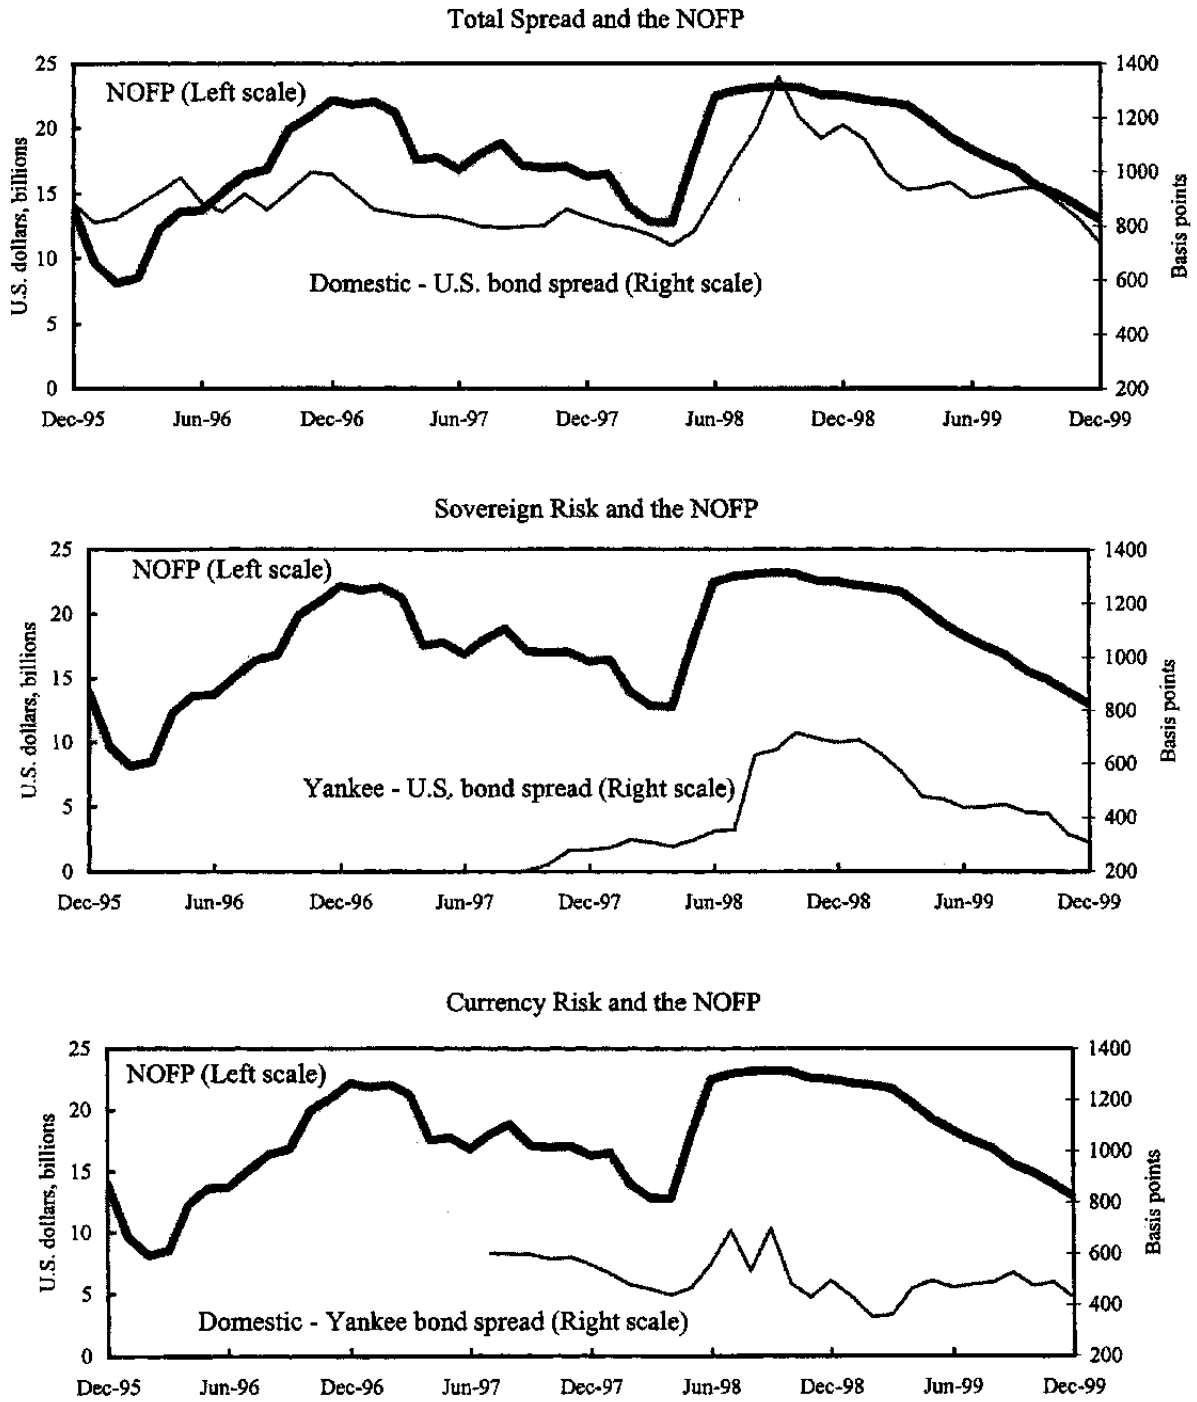 Total Spread and the NOFP
25
1400
NOFP (Left scale)
20
1200
15
1000
10
800
Domestic - U.S. bond spread (Right scale)
600
5
400
0
200
U.S. dollars, billions
Basis points
Dec-95 Jun-96 Dec-96 Jun-97 Dec-97 Jun-98 Dec-98 Jun-99 Dec-99
Sovereign Risk and the NOFP
25
1400
NOFP (Left scale)
20
1200
15
1000
10
800
600
Yankee - U.S. bond spread (Right scale)
5
400
0
200
U.S. dollars, billions
Basis points
Dec-95 Jun-96 Dec-96 Jun-97 Dec-97 Jun-98 Dec-98 Jun-99 Dec-99
Currency Risk and the NOFP
25
1400
NOFP (Left scale)
20
1200
15
1000
10
800
600
5
400
Domestic - Yankee bond spread (Right scale)
0
200
U.S. dollars, billions
Basis points
Dec-95 Jun-96 Dec-96 Jun-97 Dec-97 Jun-98 Dec-98 Jun-99 Dec-99